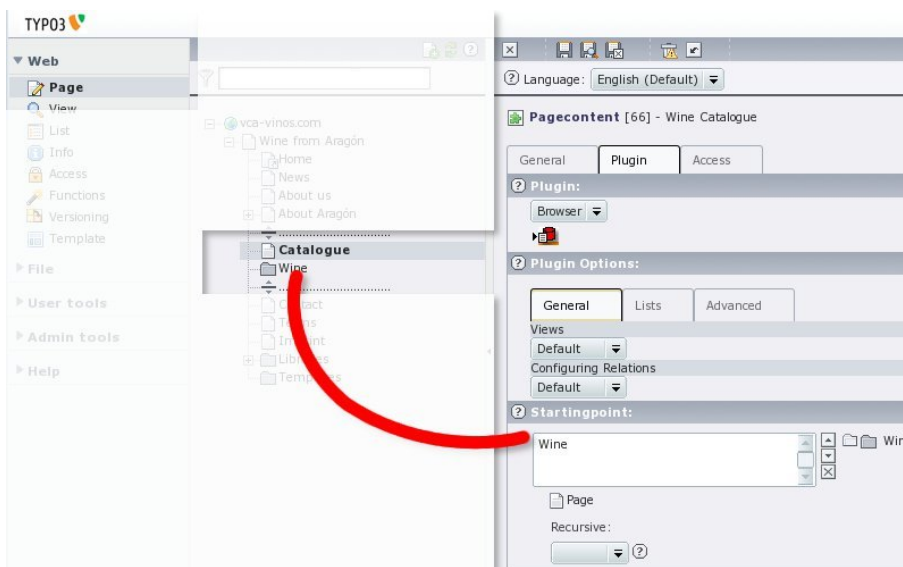 TYPO3
Web
Page
View
List
Info
Access
Functions
Versioning
Template
File
User tools
Admin tools
Help
vca-vinos.com
Wine from Aragón
Home
News
About us
About Aragón
Catalogue
Wine
Contact
Terms
Imprint
Libraries
Templates
Language: English (Default)
Pagecontent [66] - Wine Catalogue
General Plugin Access
Plugin:
Browser
Plugin Options:
General Lists Advanced
Views
Default
Configuring Relations
Default
Startingpoint:
Wine
Page
Recursive: